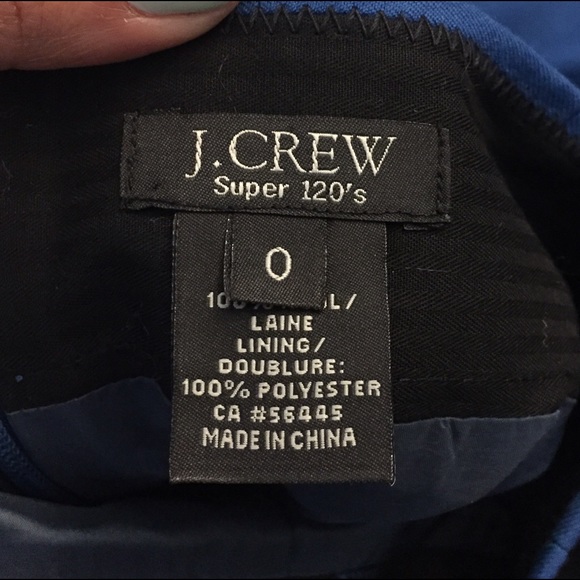 J.CREW
Super 120's
0
100% L/
LAINE
LINING/
DOUBLURE:
100% POLYESTER
CA #56445
MADE IN CHINA